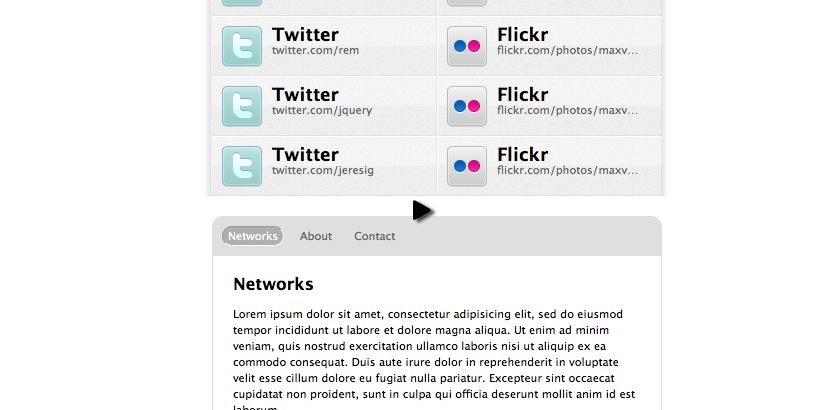 Twitter
twitter.com/rem
Flickr
flickr.com/photos/maxv...
Twitter
twitter.com/jquery
Flickr
flickr.com/photos/maxv...
Twitter
twitter.com/jeresig
Flickr
flickr.com/photos/maxv...
Networks About Contact
Networks
Lorem ipsum dolor sit amet, consectetur adipisicing elit, sed do eiusmod
tempor incididunt ut labore et dolore magna aliqua. Ut enim ad minim
veniam, quis nostrud exercitation ullamco laboris nisi ut aliquip ex ea
commodo consequat. Duis aute irure dolor in reprehenderit in voluptate
velit esse cillum dolore eu fugiat nulla pariatur. Excepteur sint occaecat
cupidatat non proident, sunt in culpa qui officia deserunt mollit anim id est
laborum.